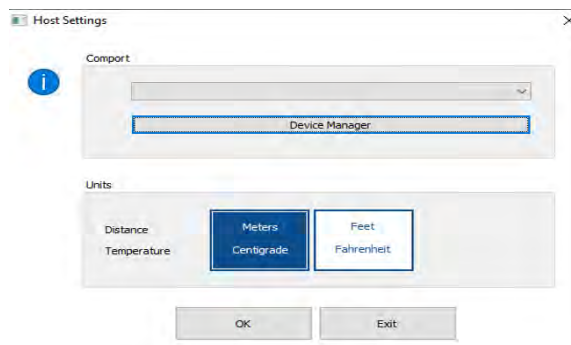 Host Settings
Comport
Device Manager
Units
Distance
Meters
Feet
Temperature
Centigrade
Fahrenheit
OK
Exit